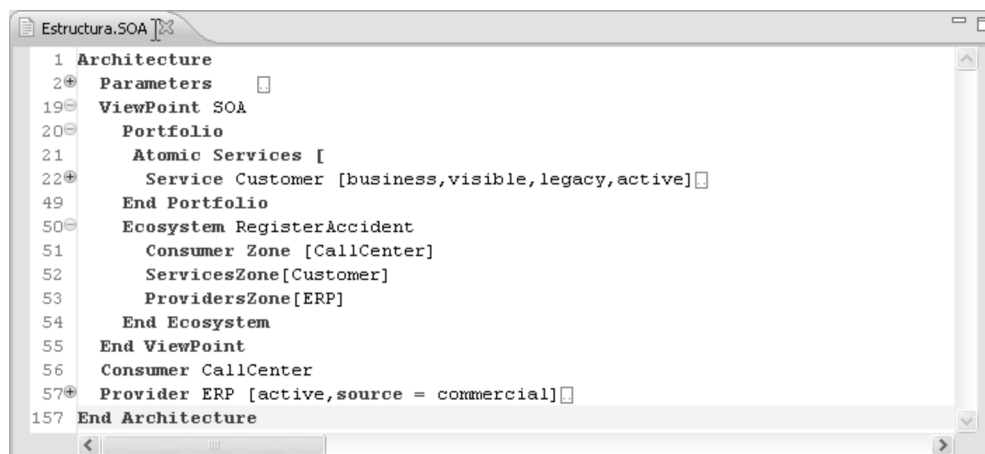 Estructura.SOA
1 Architecture
2 Parameters
19 ViewPoint SOA
20 Portfolio
21 Atomic Services [
22 Service Customer [business,visible,legacy,active]
49 End Portfolio
50 Ecosystem RegisterAccident
51 Consumer Zone [CallCenter]
52 ServicesZone[Customer]
53 ProvidersZone[ERP]
54 End Ecosystem
55 End ViewPoint
56 Consumer CallCenter
57 Provider ERP [active,source = commercial]
157 End Architecture